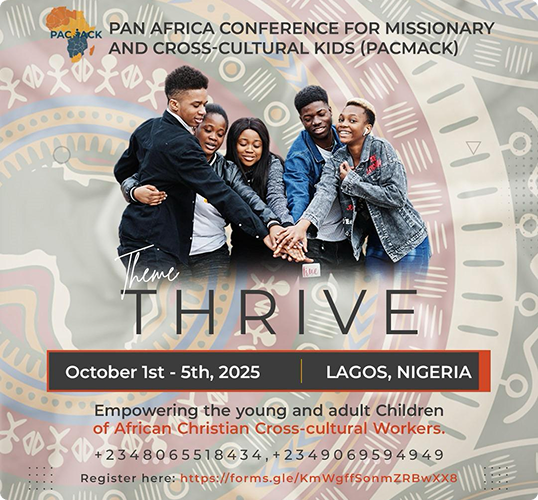 PACMACK
PAN AFRICA CONFERENCE FOR MISSIONARY
AND CROSS-CULTURAL KIDS (PACMACK)
Theme
THRIVE
October 1st - 5th, 2025
LAGOS, NIGERIA
Empowering the young and adult Children
of African Christian Cross-cultural Workers.
+2348065518434,+2349069594949
Register here: https://forms.gle/KmWgffSonmZRBwXX8